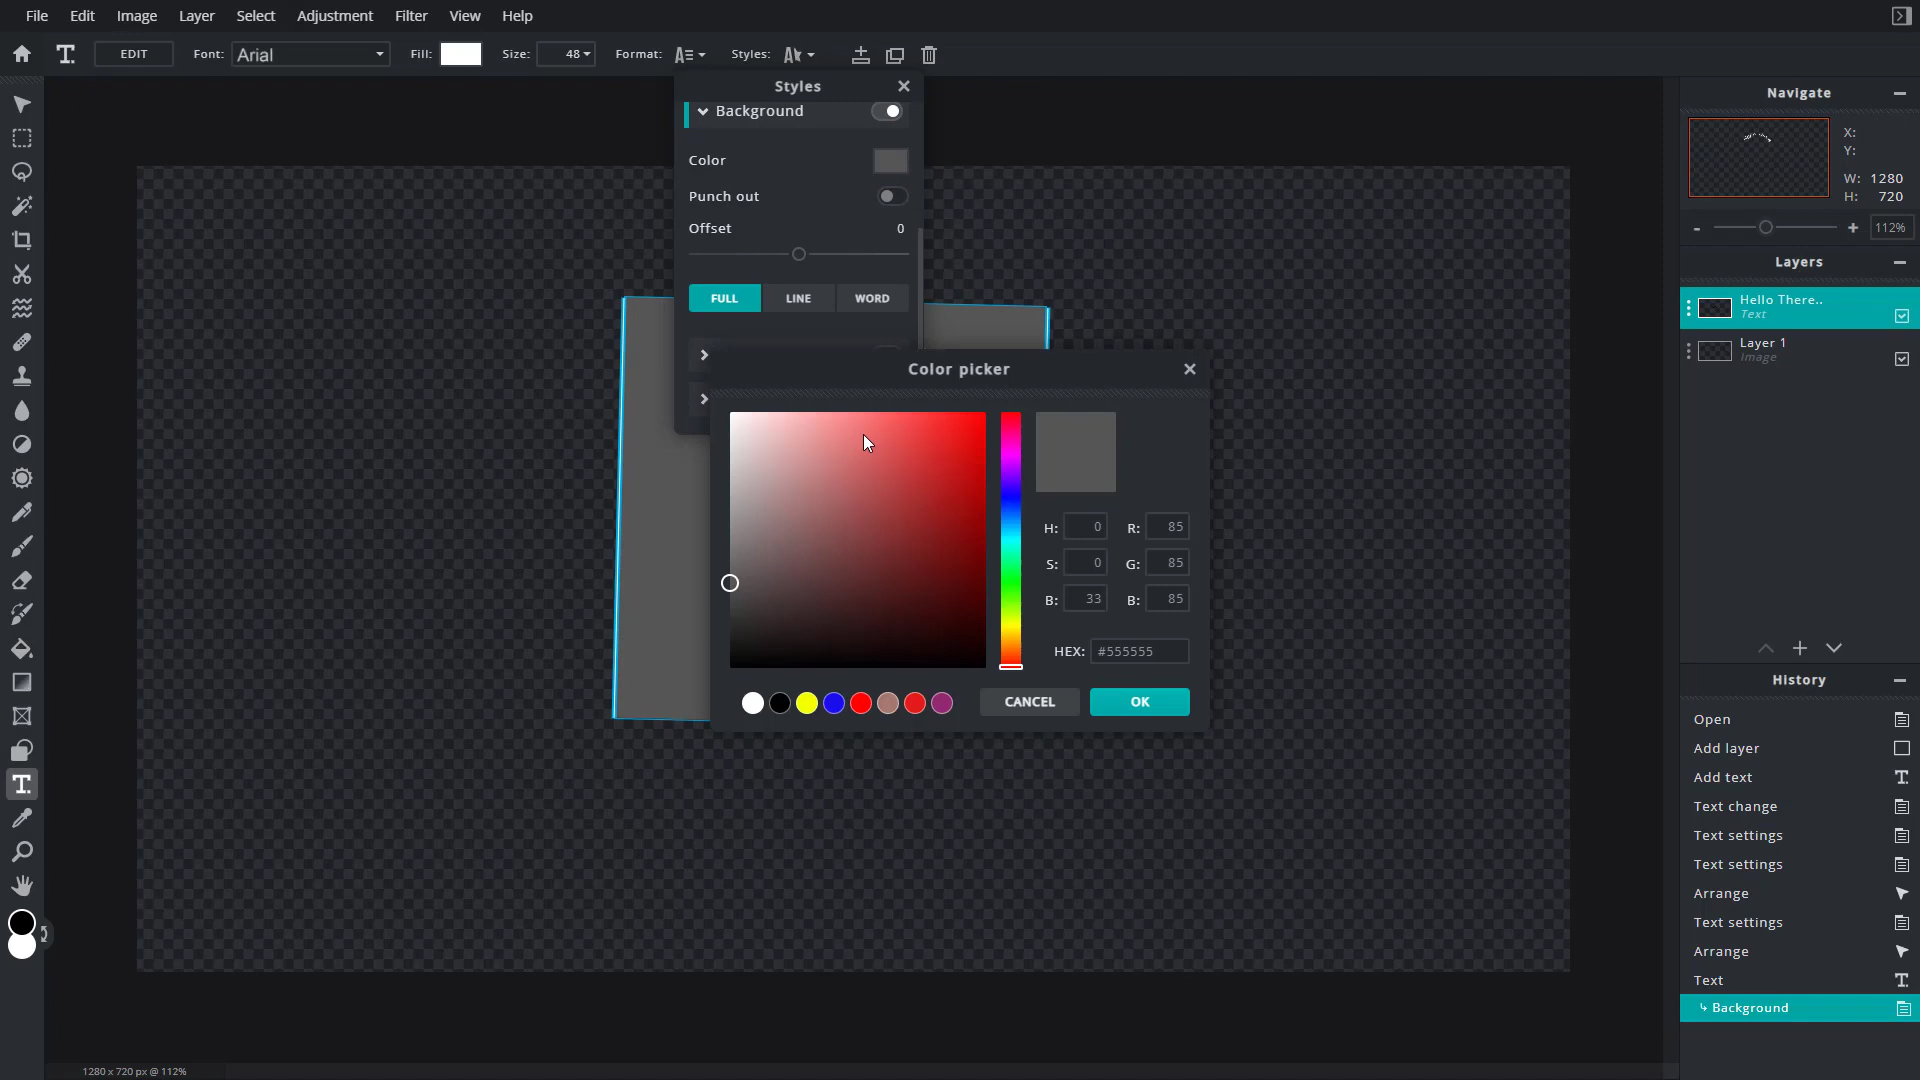 File Edit Image Layer Select Adjustment Filter View Help
EDIT Font: Arial Fill: Size: 48 Format: Styles:
Styles
Background
Color
Punch out
Offset 0
FULL LINE WORD
Color picker
H: 0 R: 85
S: 0 G: 85
B: 33 B: 85
HEX: #555555
CANCEL OK
Navigate
X:
Y:
W: 1280
H: 720
- + 112%
Layers
Hello There..
Text
Layer 1
Image
History
Open
Add layer
Add text
Text change
Text settings
Text settings
Arrange
Text settings
Arrange
Text
Background
1280 x 720 px @ 112%